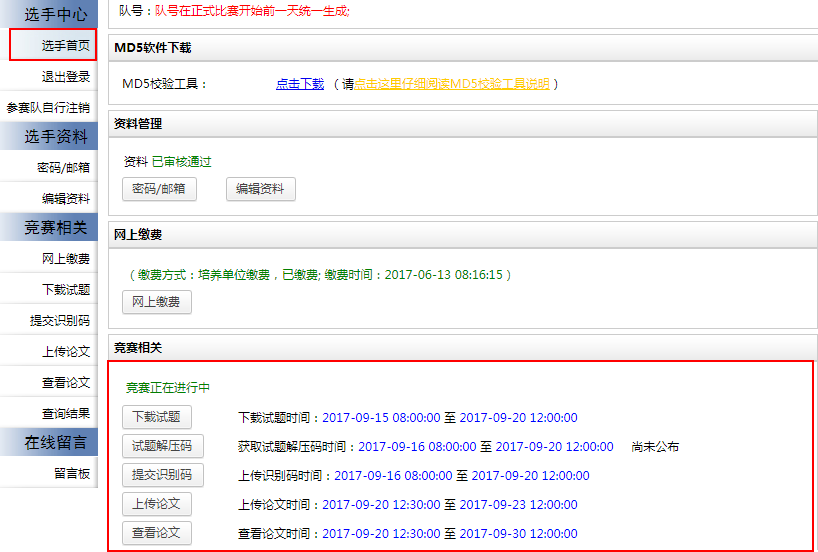 选手中心
选手首页
退出登录
参赛队自行注销
选手资料
密码/邮箱
编辑资料
竞赛相关
网上缴费
下载试题
提交识别码
上传论文
查看论文
查询结果
在线留言
留言板
队号：队号在正式比赛开始前一天统一生成;
MD5软件下载
MD5校验工具： 点击下载 （ 请点击这里仔细阅读MD5校验工具说明 ）
资料管理
资料 已审核通过
密码/邮箱 编辑资料
网上缴费
（ 缴费方式：培养单位缴费，已缴费; 缴费时间：2017-06-13 08:16:15 ）
网上缴费
竞赛相关
竞赛正在进行中
下载试题 下载试题时间：2017-09-15 08:00:00 至 2017-09-20 12:00:00
试题解压码 获取试题解压码时间：2017-09-16 08:00:00 至 2017-09-20 12:00:00 尚未公布
提交识别码 上传识别码时间：2017-09-16 08:00:00 至 2017-09-20 12:00:00
上传论文 上传论文时间：2017-09-20 12:30:00 至 2017-09-23 12:00:00
查看论文 查看论文时间：2017-09-20 12:30:00 至 2017-09-30 12:00:00